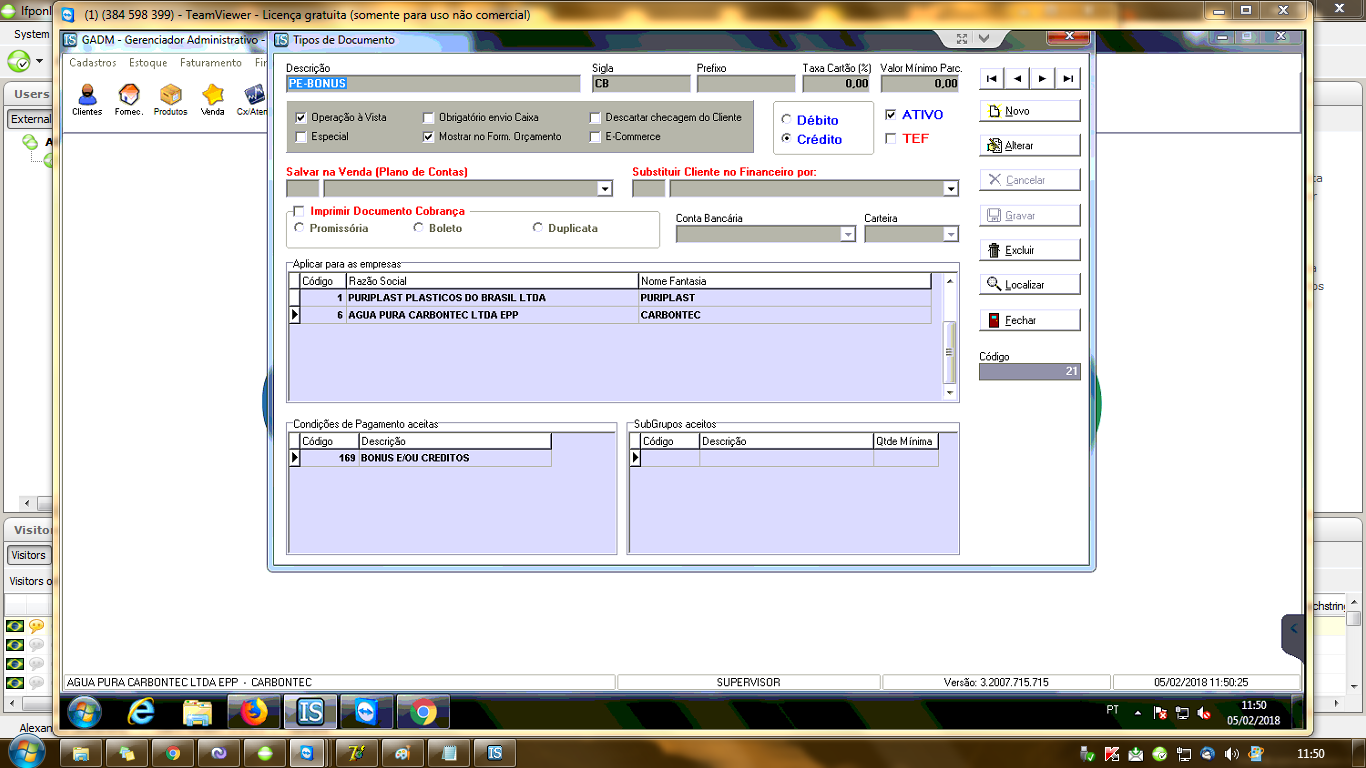 lfponl
(1) (384 598 399) - TeamViewer - Licença gratuita (somente para uso não comercial)
System
GADM - Gerenciador Administrativo -
Tipos de Documento
Cadastros Estoque Faturamento
Clientes Fornec. Produtos Venda Cx/Aten
Users
External
Descrição Sigla Prefixo Taxa Cartão (%) Valor Mínimo Parc.
PE-BONUS CB 0,00 0,00
Operação à Vista Obrigatório envio Caixa Descartar checagem do Cliente
Especial Mostrar no Form. Orçamento E-Commerce
Débito
Crédito
ATIVO
TEF
Novo
Alterar
Cancelar
Gravar
Excluir
Localizar
Fechar
Código
21
Salvar na Venda (Plano de Contas) Substituir Cliente no Financeiro por:
Imprimir Documento Cobrança
Promissória Boleto Duplicata
Conta Bancária Carteira
Aplicar para as empresas
Código Razão Social Nome Fantasia
1 PURIPLAST PLASTICOS DO BRASIL LTDA PURIPLAST
6 AGUA PURA CARBONTEC LTDA EPP CARBONTEC
Condições de Pagamento aceitas
Código Descrição
169 BONUS E/OU CREDITOS
SubGrupos aceitos
Código Descrição Qtde Mínima
Visitor
Visitors
Visitors o
chstring
AGUA PURA CARBONTEC LTDA EPP - CARBONTEC SUPERVISOR Versão: 3.2007.715.715 05/02/2018 11:50:25
IS PT 11:50
05/02/2018
Alexan
11:50